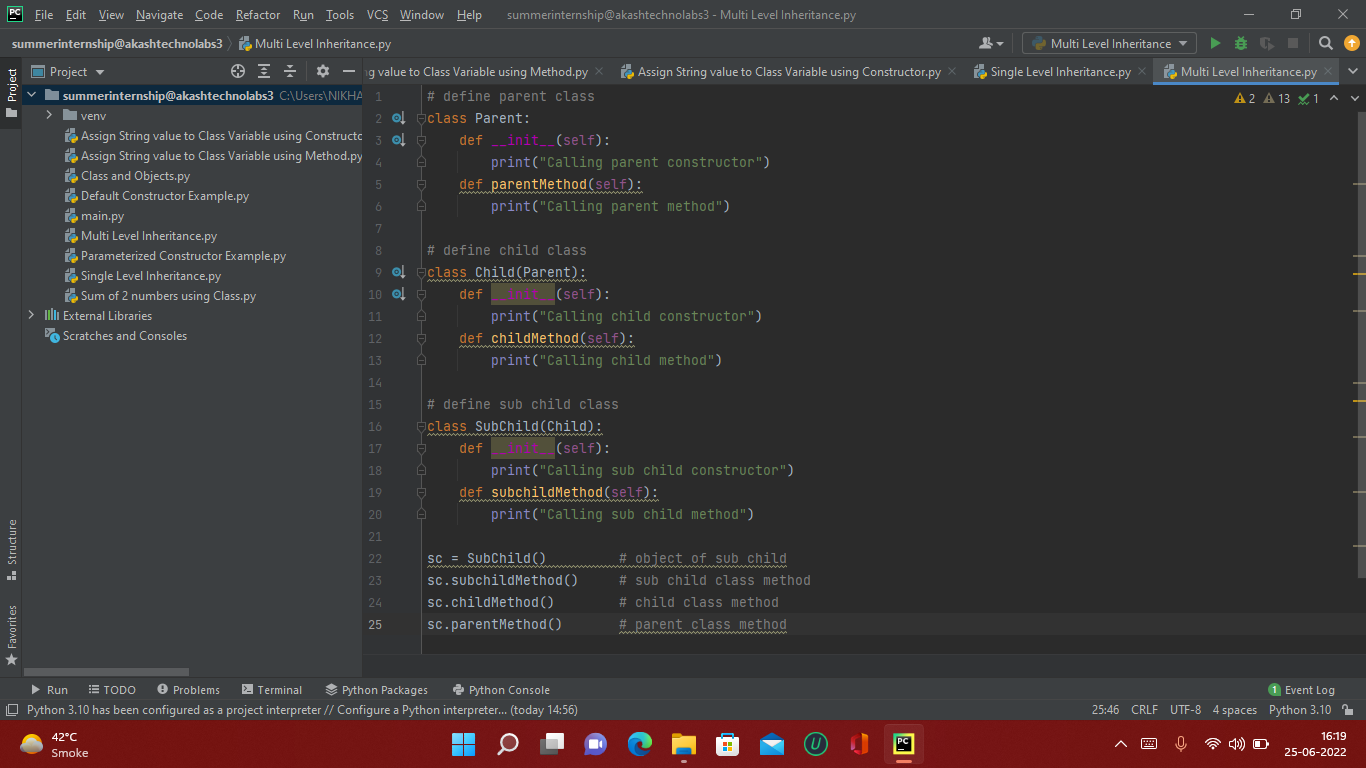 PC File Edit View Navigate Code Refactor Run Tools VCS Window Help summerinternship@akashtechnolabs3 - Multi Level Inheritance.py
summerinternship@akashtechnolabs3 Multi Level Inheritance.py Multi Level Inheritance
Project
Project
ng value to Class Variable using Method.py Assign String value to Class Variable using Constructor.py Single Level Inheritance.py Multi Level Inheritance.py
summerinternship@akashtechnolabs3 C:\Users\NIKHA
venv
Assign String value to Class Variable using Constructo
Assign String value to Class Variable using Method.py
Class and Objects.py
Default Constructor Example.py
main.py
Multi Level Inheritance.py
Parameterized Constructor Example.py
Single Level Inheritance.py
Sum of 2 numbers using Class.py
External Libraries
Scratches and Consoles
Structure
Favorites
2 13 1
1 # define parent class
2 class Parent:
3 def __init__(self):
4 print("Calling parent constructor")
5 def parentMethod(self):
6 print("Calling parent method")
7
8 # define child class
9 class Child(Parent):
10 def __init__(self):
11 print("Calling child constructor")
12 def childMethod(self):
13 print("Calling child method")
14
15 # define sub child class
16 class SubChild(Child):
17 def __init__(self):
18 print("Calling sub child constructor")
19 def subchildMethod(self):
20 print("Calling sub child method")
21
22 sc = SubChild() # object of sub child
23 sc.subchildMethod() # sub child class method
24 sc.childMethod() # child class method
25 sc.parentMethod() # parent class method
Run TODO Problems Terminal Python Packages Python Console 1 Event Log
Python 3.10 has been configured as a project interpreter // Configure a Python interpreter... (today 14:56) 25:46 CRLF UTF-8 4 spaces Python 3.10
42°C
Smoke
U
PC
16:19
25-06-2022